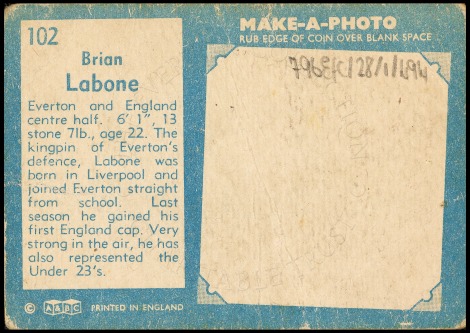 102
Brian
Labone
Everton and England
centre half. 6' 1", 13
stone 7lb., age 22. The
kingpin of Everton's
defence, Labone was
born in Liverpool and
joined Everton straight
from school. Last
season he gained his
first England cap. Very
strong in the air, he has
also represented the
Under 23's.
© A&BC PRINTED IN ENGLAND
MAKE-A-PHOTO
RUB EDGE OF COIN OVER BLANK SPACE